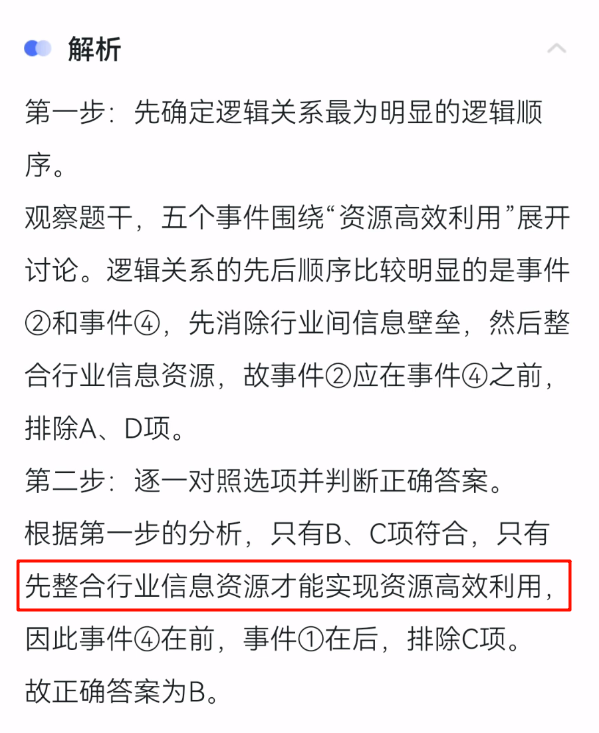 解析
第一步：先确定逻辑关系最为明显的逻辑顺
序。
观察题干，五个事件围绕“资源高效利用”展开
讨论。逻辑关系的先后顺序比较明显的是事件
②和事件④，先消除行业间信息壁垒，然后整
合行业信息资源，故事件②应在事件④之前，
排除A、D项。
第二步：逐一对照选项并判断正确答案。
根据第一步的分析，只有B、C项符合，只有
先整合行业信息资源才能实现资源高效利用，
因此事件④在前，事件①在后，排除C项。
故正确答案为B。